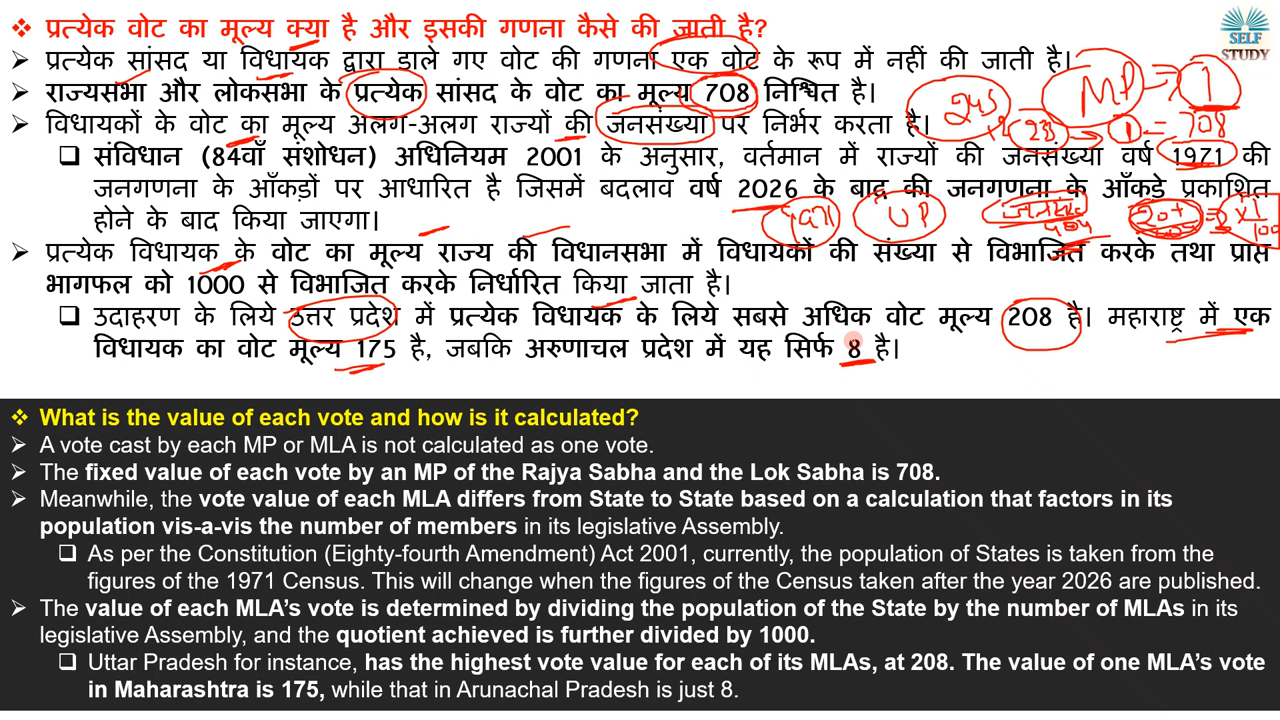 ❖ प्रत्येक वोट का मूल्य क्या है और इसकी गणना कैसे की जाती है?
SELF
STUDY
➢ प्रत्येक सांसद या विधायक द्वारा डाले गए वोट की गणना एक वोट के रूप में नहीं की जाती है।
MP → 1
➢ राज्यसभा और लोकसभा के प्रत्येक सांसद के वोट का मूल्य 708 निश्चित है।
➢ विधायकों के वोट का मूल्य अलग-अलग राज्यों की जनसंख्या पर निर्भर करता है।
1 = 708
❑ संविधान (84वाँ संशोधन) अधिनियम 2001 के अनुसार, वर्तमान में राज्यों की जनसंख्या वर्ष 1971 की
जनगणना के आँकड़ों पर आधारित है जिसमें बदलाव वर्ष 2026 के बाद की जनगणना के आँकड़े प्रकाशित
होने के बाद किया जाएगा।
UP
➢ प्रत्येक विधायक के वोट का मूल्य राज्य की विधानसभा में विधायकों की संख्या से विभाजित करके तथा प्राप्त
भागफल को 1000 से विभाजित करके निर्धारित किया जाता है।
❑ उदाहरण के लिये उत्तर प्रदेश में प्रत्येक विधायक के लिये सबसे अधिक वोट मूल्य 208 है। महाराष्ट्र में एक
विधायक का वोट मूल्य 175 है, जबकि अरुणाचल प्रदेश में यह सिर्फ 8 है।
❖ What is the value of each vote and how is it calculated?
➢ A vote cast by each MP or MLA is not calculated as one vote.
➢ The fixed value of each vote by an MP of the Rajya Sabha and the Lok Sabha is 708.
➢ Meanwhile, the vote value of each MLA differs from State to State based on a calculation that factors in its
population vis-a-vis the number of members in its legislative Assembly.
❑ As per the Constitution (Eighty-fourth Amendment) Act 2001, currently, the population of States is taken from the
figures of the 1971 Census. This will change when the figures of the Census taken after the year 2026 are published.
➢ The value of each MLA's vote is determined by dividing the population of the State by the number of MLAs in its
legislative Assembly, and the quotient achieved is further divided by 1000.
❑ Uttar Pradesh for instance, has the highest vote value for each of its MLAs, at 208. The value of one MLA's vote
in Maharashtra is 175, while that in Arunachal Pradesh is just 8.